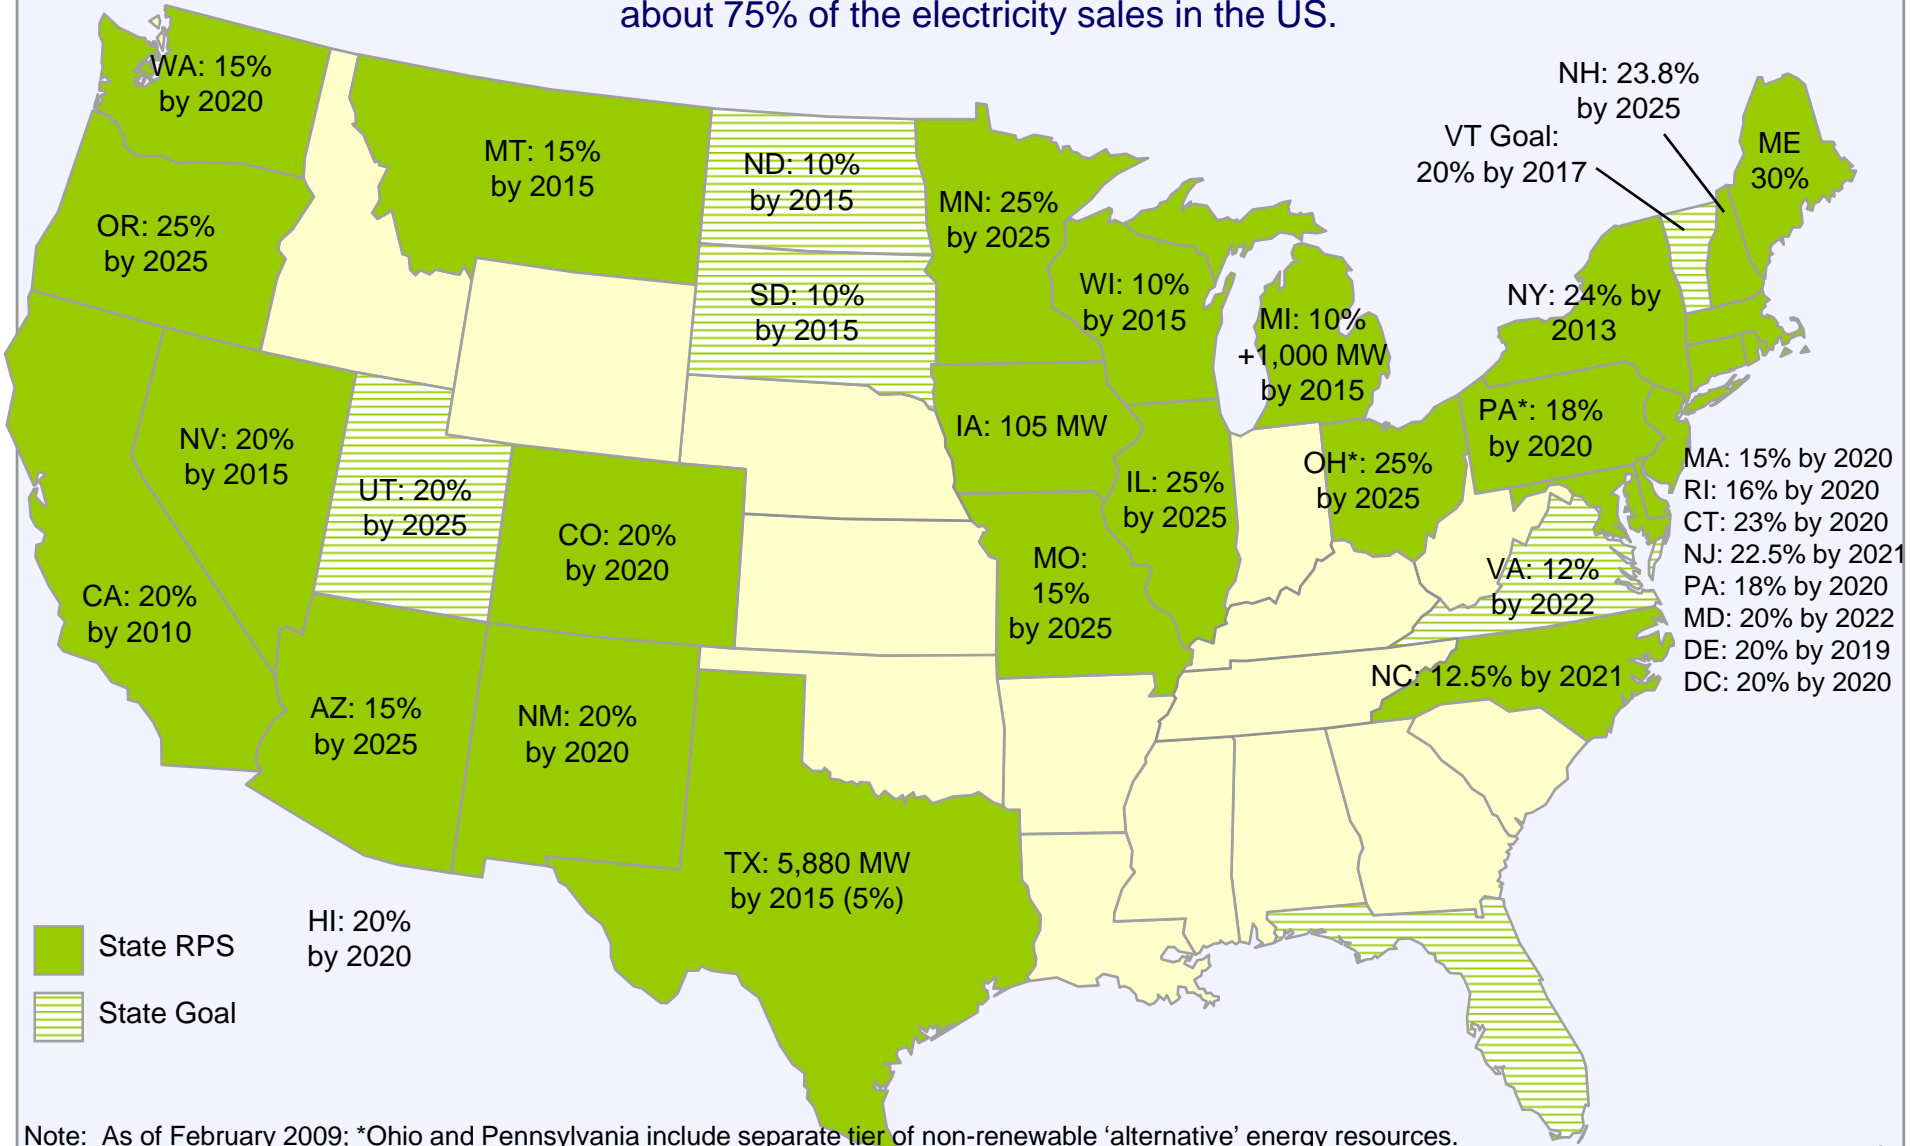 about 75% of the electricity sales in the US.
WA: 15%
by 2020
MT: 15%
by 2015
ND: 10%
by 2015
MN: 25%
by 2025
NH: 23.8%
by 2025
VT Goal:
20% by 2017
ME
30%
OR: 25%
by 2025
SD: 10%
by 2015
WI: 10%
by 2015
MI: 10%
+1,000 MW
by 2015
NY: 24% by
2013
NV: 20%
by 2015
UT: 20%
by 2025
CO: 20%
by 2020
IA: 105 MW
IL: 25%
by 2025
OH*: 25%
by 2025
PA*: 18%
by 2020
MA: 15% by 2020
RI: 16% by 2020
CT: 23% by 2020
NJ: 22.5% by 2021
PA: 18% by 2020
MD: 20% by 2022
DE: 20% by 2019
DC: 20% by 2020
CA: 20%
by 2010
MO:
15%
by 2025
VA: 12%
by 2022
NC: 12.5% by 2021
AZ: 15%
by 2025
NM: 20%
by 2020
TX: 5,880 MW
by 2015 (5%)
HI: 20%
by 2020
State RPS
State Goal
Note: As of February 2009; *Ohio and Pennsylvania include separate tier of non-renewable ‘alternative’ energy resources.